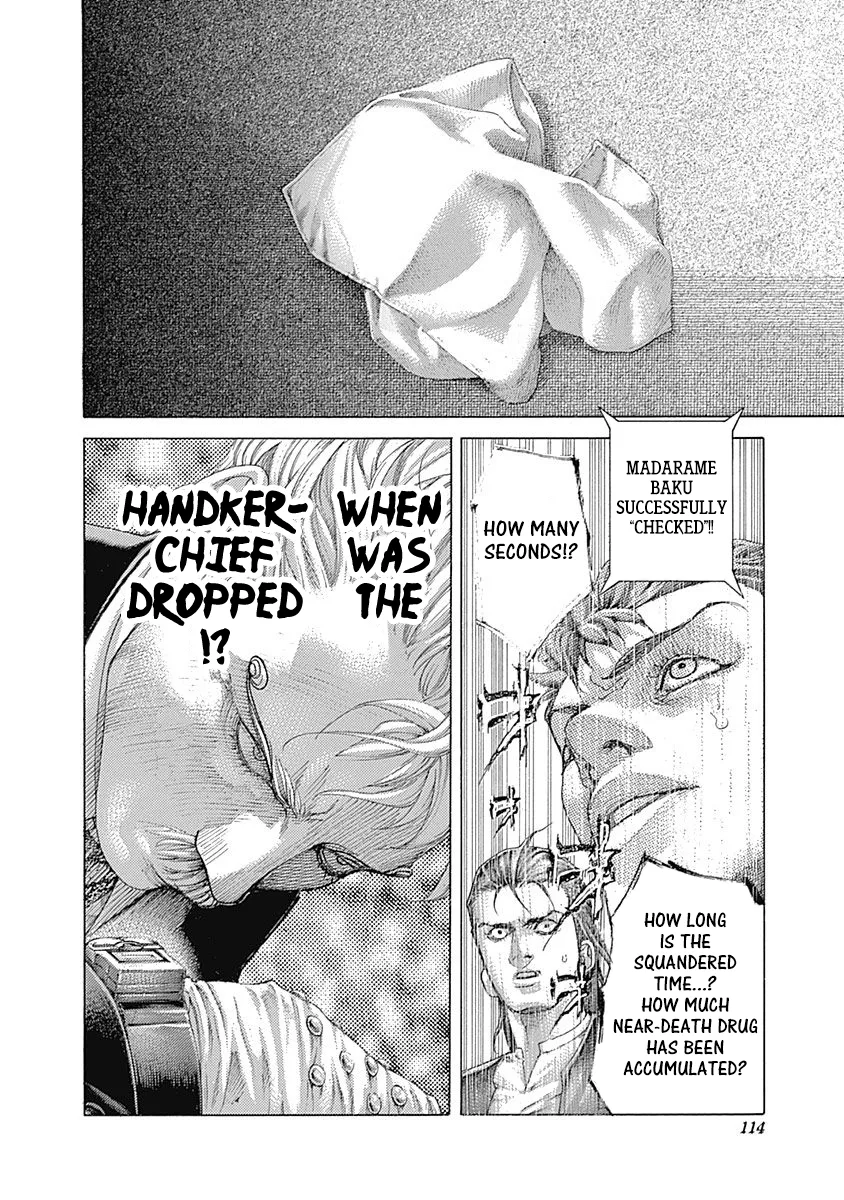 MADARAME
BAKU
SUCCESSFULLY
"CHECKED"!!
HOW MANY
SECONDS!?
HOW LONG
IS THE
SQUANDERED
TIME...?
HOW MUCH
NEAR-DEATH DRUG
HAS BEEN
ACCUMULATED?
WHEN
WAS
THE
HANDKER-
CHIEF
DROPPED
!?
114